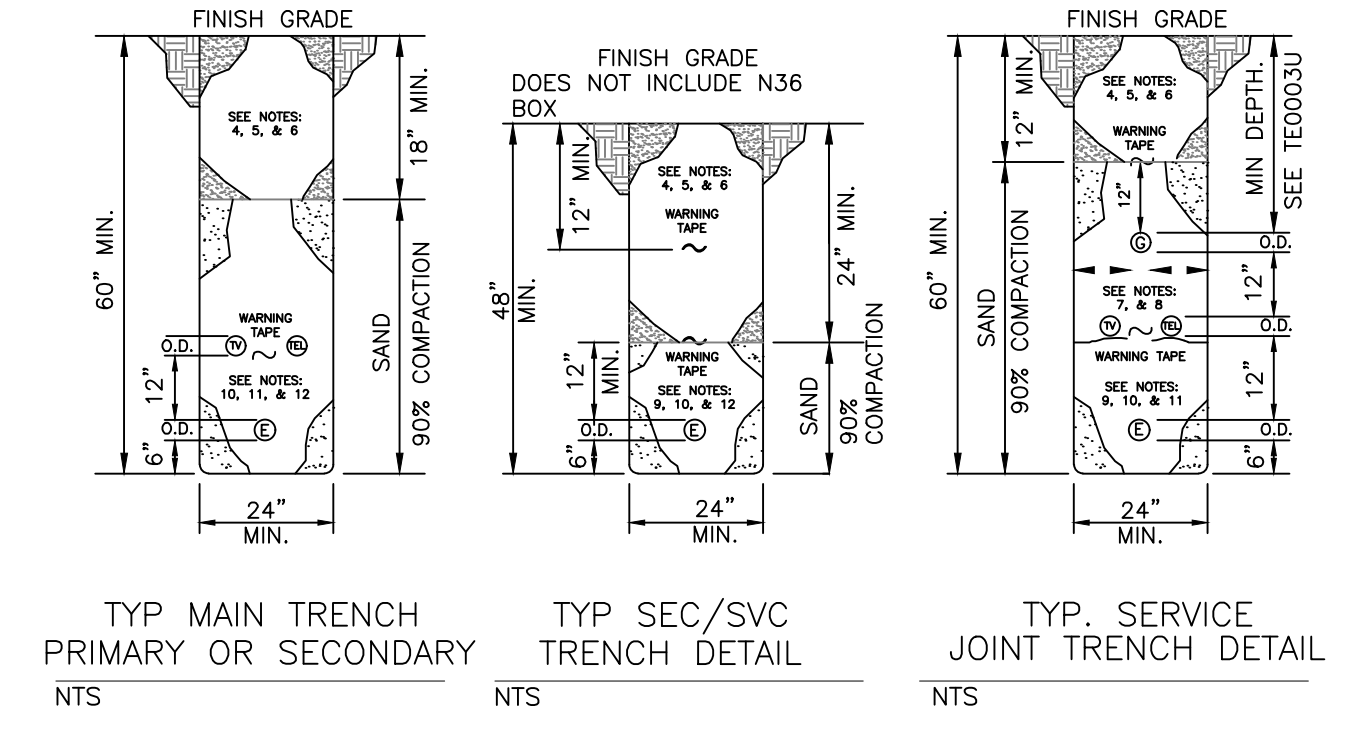 FINISH GRADE
SEE NOTES:
4, 5, & 6
18" MIN.
60" MIN.
SAND
90% COMPACTION
WARNING
TAPE
O.D.
TV
TEL
12"
SEE NOTES:
10, 11, & 12
O.D.
E
6"
24"
MIN.
TYP MAIN TRENCH
PRIMARY OR SECONDARY
NTS
FINISH GRADE
DOES NOT INCLUDE N36
BOX
12" MIN.
SEE NOTES:
4, 5, & 6
WARNING
TAPE
24" MIN.
48"
MIN.
WARNING
TAPE
12"
MIN.
SEE NOTES:
9, 10, & 12
O.D.
E
6"
SAND
90%
COMPACTION
24"
MIN.
TYP SEC/SVC
TRENCH DETAIL
NTS
FINISH GRADE
12" MIN.
SEE NOTES:
4, 5, & 6
WARNING
TAPE
MIN DEPTH.
SEE TE0003U
60" MIN.
SAND
90% COMPACTION
12"
G
O.D.
12"
SEE NOTES:
7, & 8
TV
TEL
O.D.
WARNING TAPE
12"
SEE NOTES:
9, 10, & 11
E
O.D.
6"
24"
MIN.
TYP. SERVICE
JOINT TRENCH DETAIL
NTS